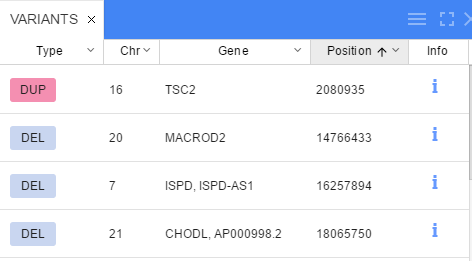 VARIANTS
Type Chr Gene Position Info
DUP 16 TSC2 2080935
DEL 20 MACROD2 14766433
DEL 7 ISPD, ISPD-AS1 16257894
DEL 21 CHODL, AP000998.2 18065750